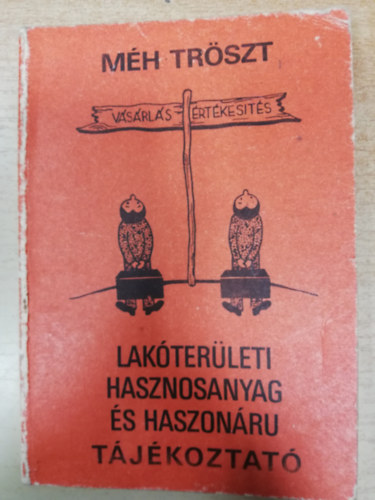 MÉH TRÖSZT
VÁSÁRLÁS ÉRTÉKESITÉS
LAKÓTERÜLETI
HASZNOSANYAG
ÉS HASZONÁRU
TÁJÉKOZTATÓ